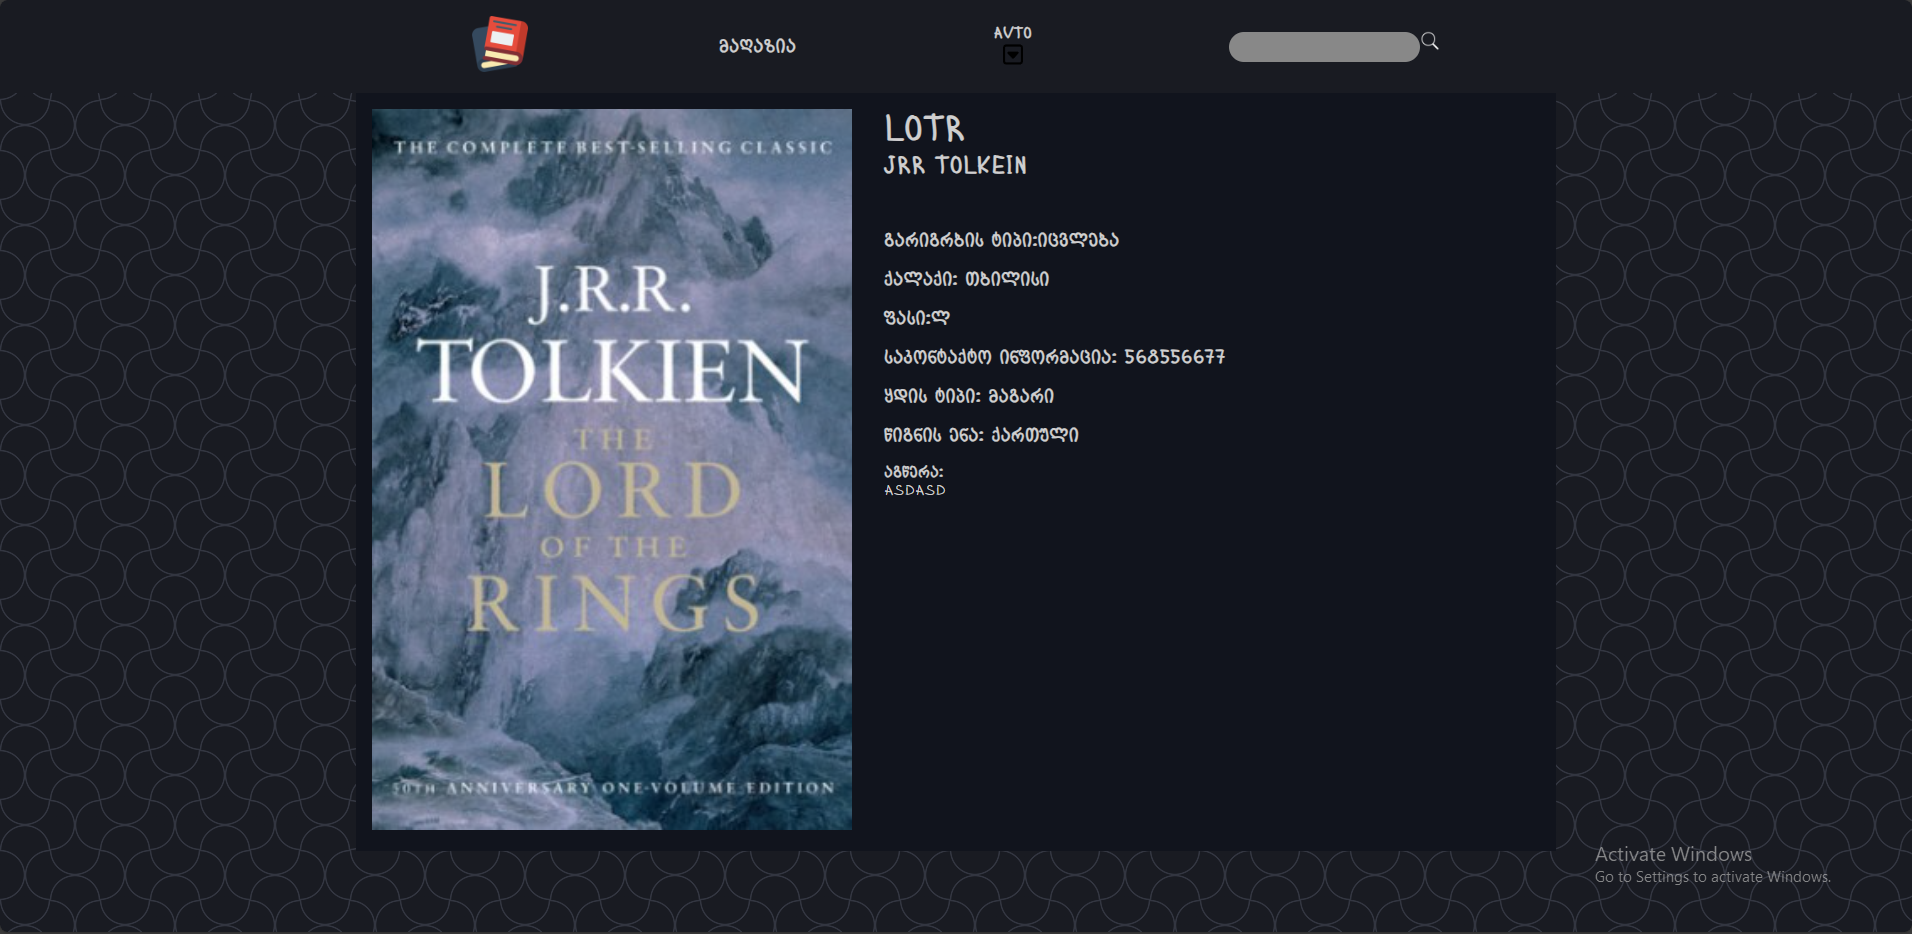 მაღაზია
AVTO
THE COMPLETE BEST-SELLING CLASSIC
J.R.R.
TOLKIEN
THE
LORD
OF THE
RINGS
50TH ANNIVERSARY ONE-VOLUME EDITION
LOTR
JRR TOLKEIN
გარიგრბის ტიპი:იცვლება
ქალაქი: თბილისი
ფასი:ლ
საკონტაქტო ინფორმაცია: 568556677
ყდის ტიპი: მაგარი
წიგნის ენა: ქართული
აგწერა:
ASDASD
Activate Windows
Go to Settings to activate Windows.